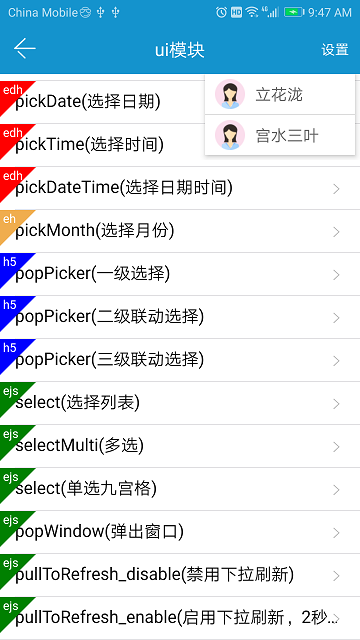 China Mobile HD 4G 9:47 AM
ui模块 设置
立花泷
宫水三叶
edh
pickDate(选择日期)
edh
pickTime(选择时间)
edh
pickDateTime(选择日期时间)
eh
pickMonth(选择月份)
h5
popPicker(一级选择)
h5
popPicker(二级联动选择)
h5
popPicker(三级联动选择)
ejs
select(选择列表)
ejs
selectMulti(多选)
ejs
select(单选九宫格)
ejs
popWindow(弹出窗口)
ejs
pullToRefresh_disable(禁用下拉刷新)
ejs
pullToRefresh_enable(启用下拉刷新，2秒...